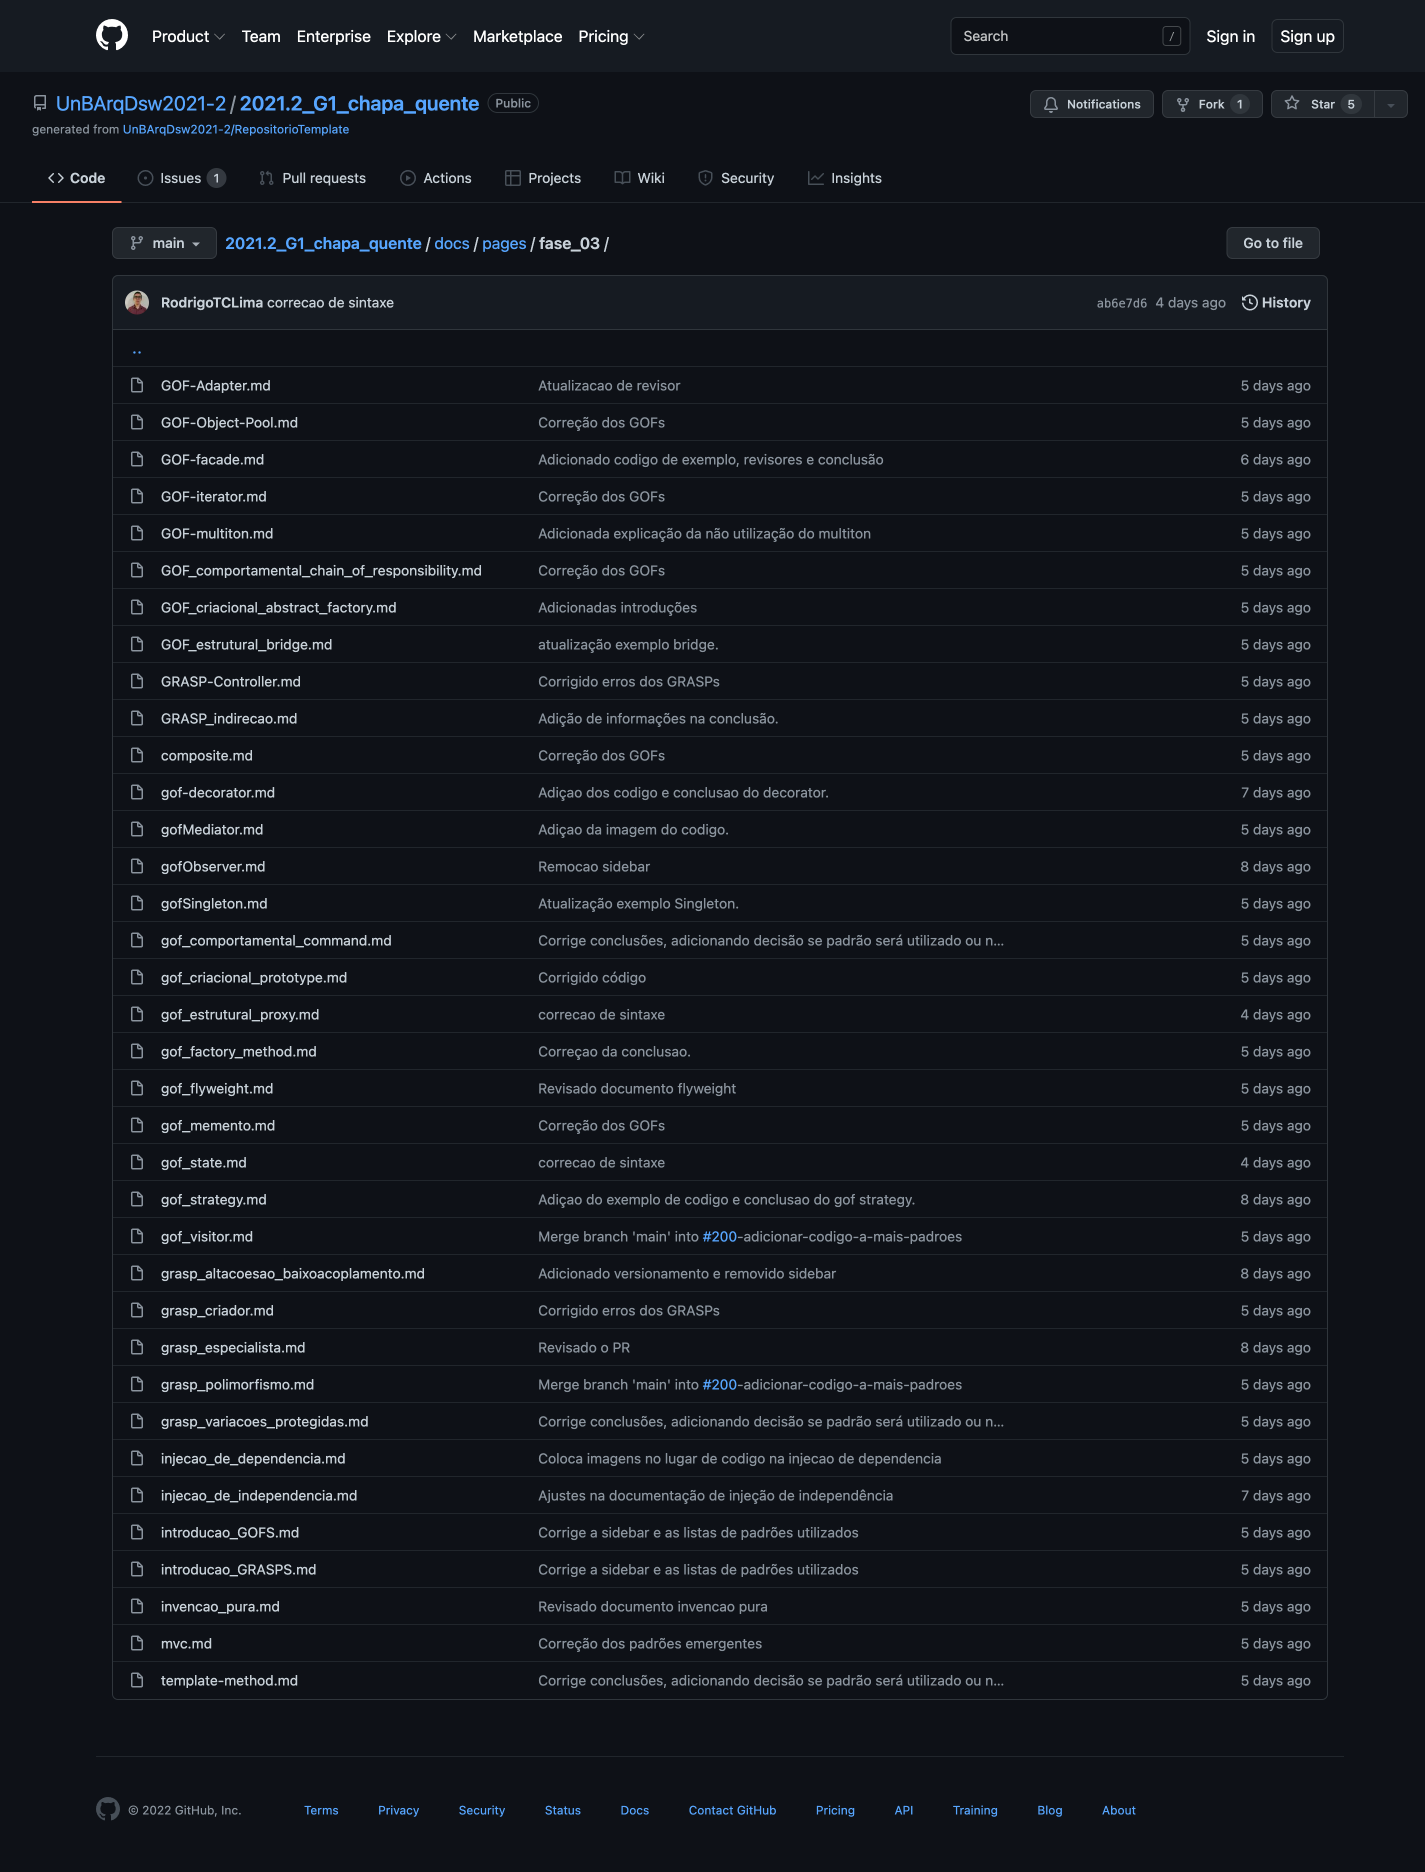 Product Team Enterprise Explore Marketplace Pricing Search / Sign in Sign up
UnBArqDsw2021-2 / 2021.2_G1_chapa_quente Public Notifications Fork 1 Star 5
generated from UnBArqDsw2021-2/RepositorioTemplate
Code Issues 1 Pull requests Actions Projects Wiki Security Insights
main 2021.2_G1_chapa_quente / docs / pages / fase_03 / Go to file
RodrigoTCLima correcao de sintaxe ab6e7d6 4 days ago History
..
GOF-Adapter.md Atualizacao de revisor 5 days ago
GOF-Object-Pool.md Correção dos GOFs 5 days ago
GOF-facade.md Adicionado codigo de exemplo, revisores e conclusão 6 days ago
GOF-iterator.md Correção dos GOFs 5 days ago
GOF-multiton.md Adicionada explicação da não utilização do multiton 5 days ago
GOF_comportamental_chain_of_responsibility.md Correção dos GOFs 5 days ago
GOF_criacional_abstract_factory.md Adicionadas introduções 5 days ago
GOF_estrutural_bridge.md atualização exemplo bridge. 5 days ago
GRASP-Controller.md Corrigido erros dos GRASPs 5 days ago
GRASP_indirecao.md Adição de informações na conclusão. 5 days ago
composite.md Correção dos GOFs 5 days ago
gof-decorator.md Adiçao dos codigo e conclusao do decorator. 7 days ago
gofMediator.md Adiçao da imagem do codigo. 5 days ago
gofObserver.md Remocao sidebar 8 days ago
gofSingleton.md Atualização exemplo Singleton. 5 days ago
gof_comportamental_command.md Corrige conclusões, adicionando decisão se padrão será utilizado ou n... 5 days ago
gof_criacional_prototype.md Corrigido código 5 days ago
gof_estrutural_proxy.md correcao de sintaxe 4 days ago
gof_factory_method.md Correçao da conclusao. 5 days ago
gof_flyweight.md Revisado documento flyweight 5 days ago
gof_memento.md Correção dos GOFs 5 days ago
gof_state.md correcao de sintaxe 4 days ago
gof_strategy.md Adiçao do exemplo de codigo e conclusao do gof strategy. 8 days ago
gof_visitor.md Merge branch 'main' into #200-adicionar-codigo-a-mais-padroes 5 days ago
grasp_altacoesao_baixoacoplamento.md Adicionado versionamento e removido sidebar 8 days ago
grasp_criador.md Corrigido erros dos GRASPs 5 days ago
grasp_especialista.md Revisado o PR 8 days ago
grasp_polimorfismo.md Merge branch 'main' into #200-adicionar-codigo-a-mais-padroes 5 days ago
grasp_variacoes_protegidas.md Corrige conclusões, adicionando decisão se padrão será utilizado ou n... 5 days ago
injecao_de_dependencia.md Coloca imagens no lugar de codigo na injecao de dependencia 5 days ago
injecao_de_independencia.md Ajustes na documentação de injeção de independência 7 days ago
introducao_GOFS.md Corrige a sidebar e as listas de padrões utilizados 5 days ago
introducao_GRASPS.md Corrige a sidebar e as listas de padrões utilizados 5 days ago
invencao_pura.md Revisado documento invencao pura 5 days ago
mvc.md Correção dos padrões emergentes 5 days ago
template-method.md Corrige conclusões, adicionando decisão se padrão será utilizado ou n... 5 days ago
© 2022 GitHub, Inc. Terms Privacy Security Status Docs Contact GitHub Pricing API Training Blog About